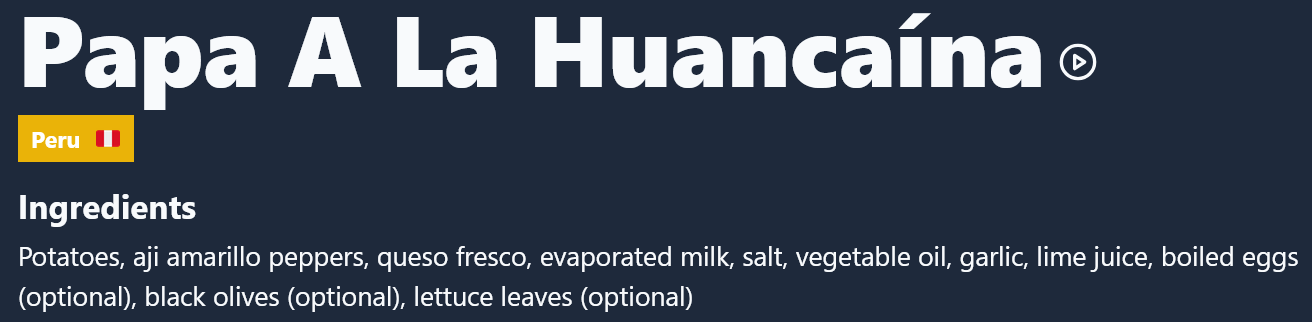 Papa A La Huancaína
Peru
Ingredients
Potatoes, aji amarillo peppers, queso fresco, evaporated milk, salt, vegetable oil, garlic, lime juice, boiled eggs
(optional), black olives (optional), lettuce leaves (optional)